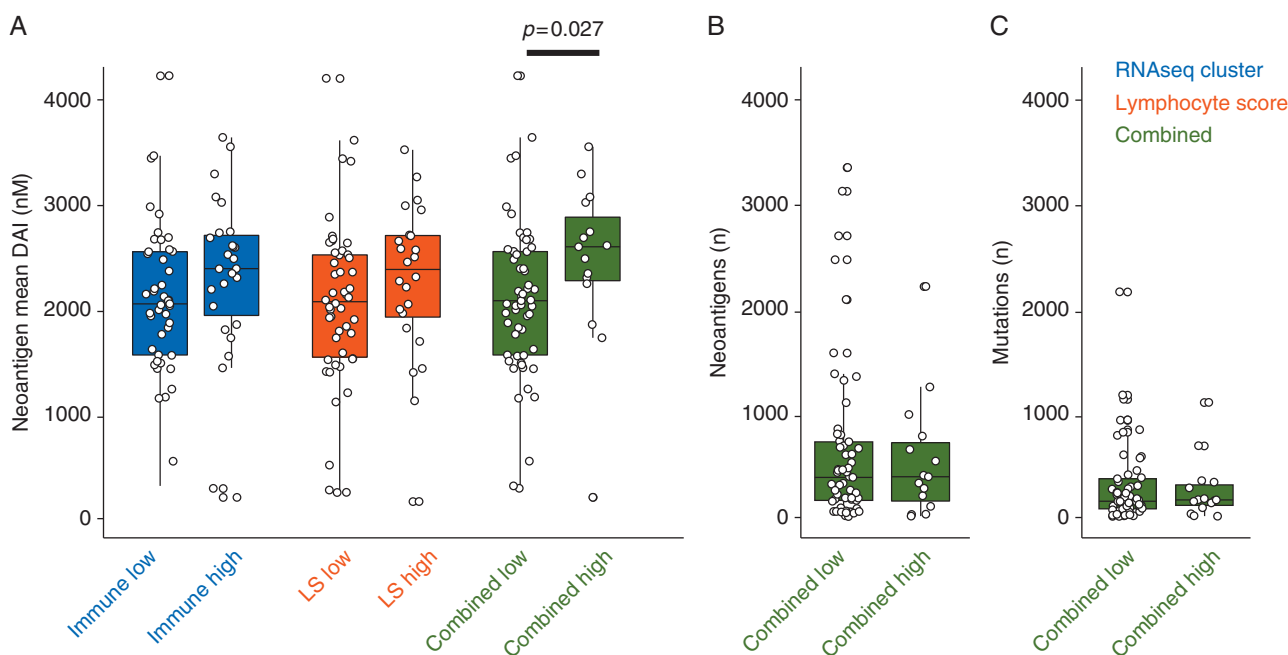 A
p=0.027
Neoantigen mean DAI (nM)
4000
3000
2000
1000
0
Immune low
Immune high
LS low
LS high
Combined low
Combined high
B
Neoantigens (n)
4000
3000
2000
1000
0
Combined low
Combined high
C
RNAseq cluster
Lymphocyte score
Combined
Mutations (n)
4000
3000
2000
1000
0
Combined low
Combined high